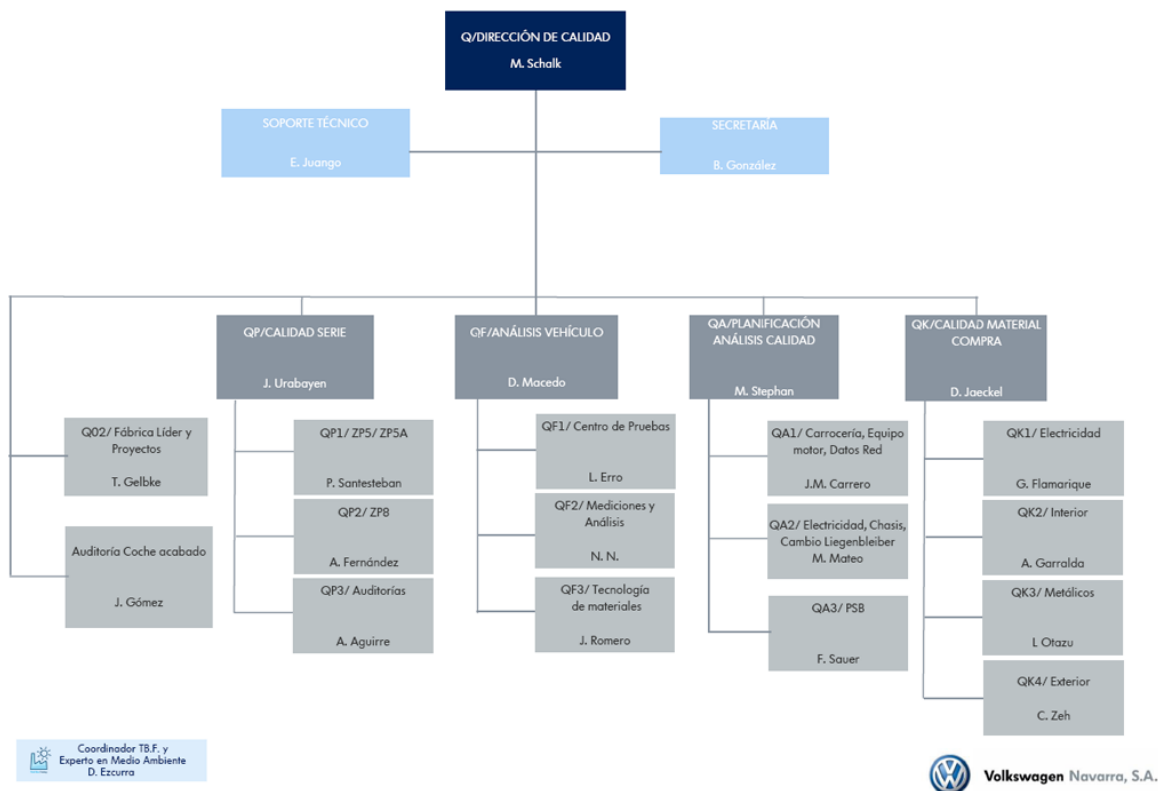 Q/DIRECCIÓN DE CALIDAD
M. Schalk
SOPORTE TÉCNICO
E. Juango
SECRETARÍA
B. González
QP/CALIDAD SERIE
J. Urabayen
QF/ANÁLISIS VEHÍCULO
D. Macedo
QA/PLANIFICACIÓN
ANÁLISIS CALIDAD
M. Stephan
QK/CALIDAD MATERIAL
COMPRA
D. Jaeckel
Q02/ Fábrica Líder y
Proyectos
T. Gelbke
Auditoría Coche acabado
J. Gómez
QP1/ ZP5/ ZP5A
P. Santesteban
QP2/ ZP8
A. Fernández
QP3/ Auditorías
A. Aguirre
QF1/ Centro de Pruebas
L. Erro
QF2/ Mediciones y
Análisis
N. N.
QF3/ Tecnología
de materiales
J. Romero
QA1/ Carrocería, Equipo
motor, Datos Red
J.M. Carrero
QA2/ Electricidad, Chasis,
Cambio Liegenbleiber
M. Mateo
QA3/ PSB
F. Sauer
QK1/ Electricidad
G. Flamarique
QK2/ Interior
A. Garralda
QK3/ Metálicos
I. Otazu
QK4/ Exterior
C. Zeh
Coordinador TB.F. y
Experto en Medio Ambiente
D. Ezcurra
Volkswagen Navarra, S.A.